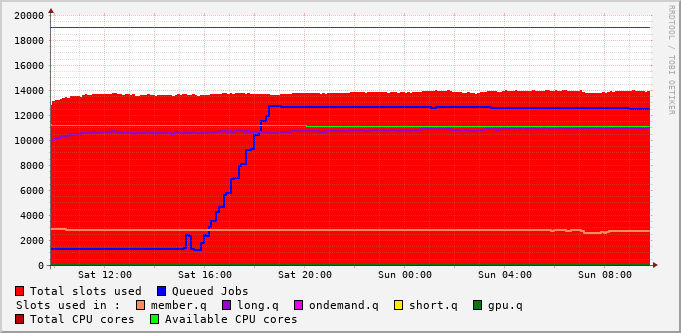 20000
18000
16000
14000
12000
10000
8000
6000
4000
2000
0
Sat 12:00 Sat 16:00 Sat 20:00 Sun 00:00 Sun 04:00 Sun 08:00
Total slots used Queued Jobs
Slots used in : member.q long.q ondemand.q short.q gpu.q
Total CPU cores Available CPU cores
RRDTOOL / TOBI OETIKER